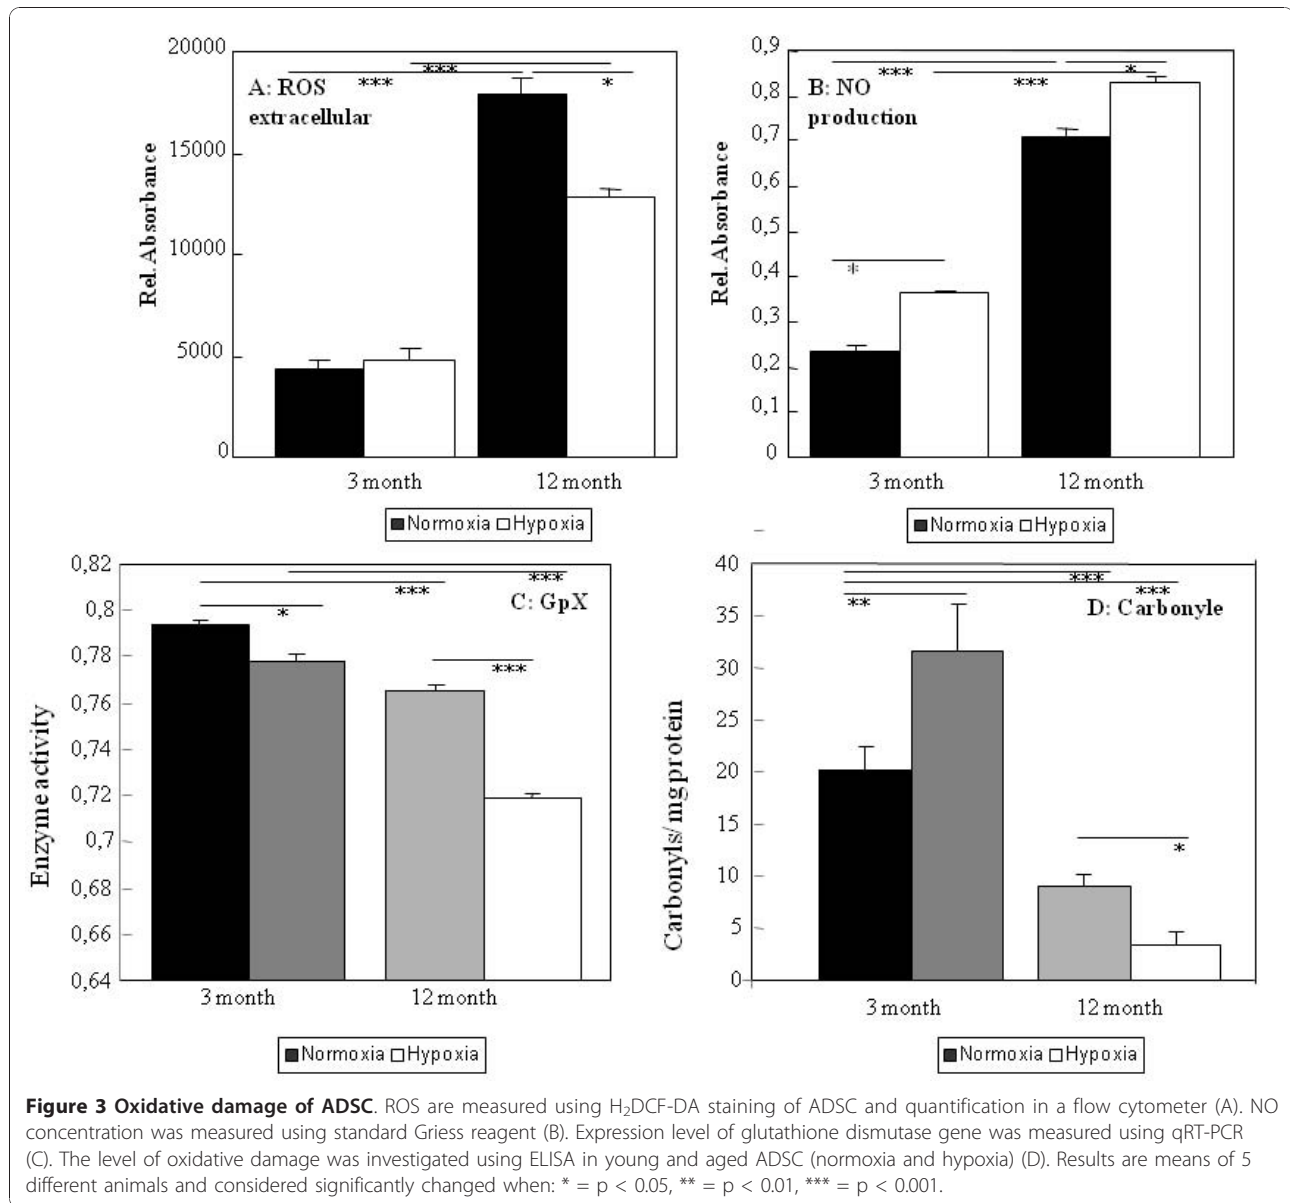 20000
15000
10000
5000
0
Rel. Absorbance
A: ROS
extracellular
***
***
*
3 month
12 month
Normoxia Hypoxia
0,9
0,8
0,7
0,6
0,5
0,4
0,3
0,2
0,1
0
Rel. Absorbance
B: NO
production
***
***
*
*
3 month
12 month
Normoxia Hypoxia
0,82
0,8
0,78
0,76
0,74
0,72
0,7
0,68
0,66
0,64
Enzyme activity
C: GpX
***
***
*
***
3 month
12 month
Normoxia Hypoxia
40
35
30
25
20
15
10
5
0
Carbonyls/mg protein
D: Carbonyle
***
***
**
*
3 month
12 month
Normoxia Hypoxia
Figure 3 Oxidative damage of ADSC. ROS are measured using H₂DCF-DA staining of ADSC and quantification in a flow cytometer (A). NO
concentration was measured using standard Griess reagent (B). Expression level of glutathione dismutase gene was measured using qRT-PCR
(C). The level of oxidative damage was investigated using ELISA in young and aged ADSC (normoxia and hypoxia) (D). Results are means of 5
different animals and considered significantly changed when: * = p < 0.05, ** = p < 0.01, *** = p < 0.001.